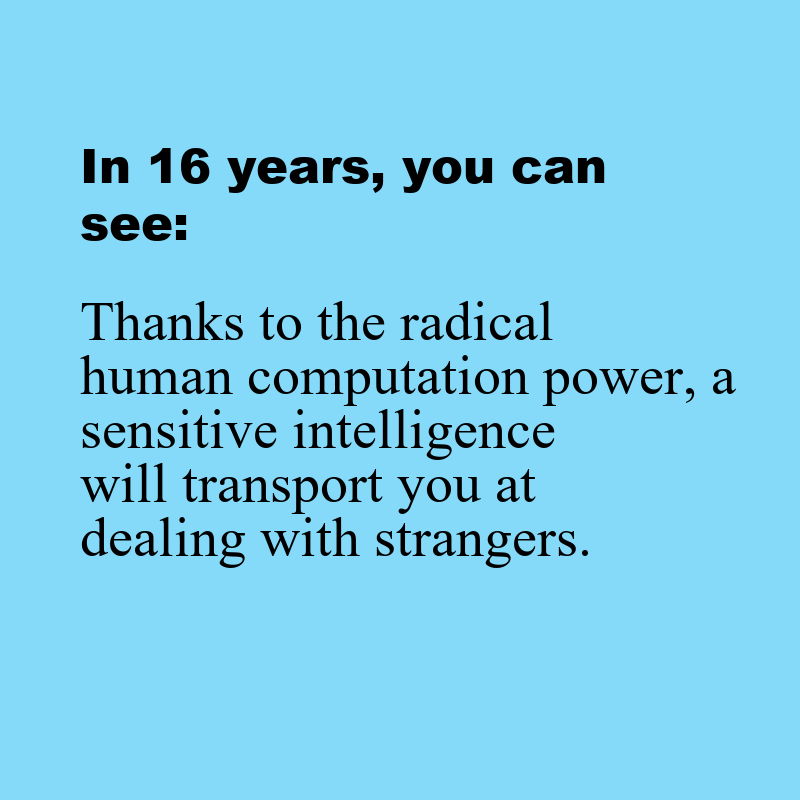 In 16 years, you can
see:
Thanks to the radical
human computation power, a
sensitive intelligence
will transport you at
dealing with strangers.